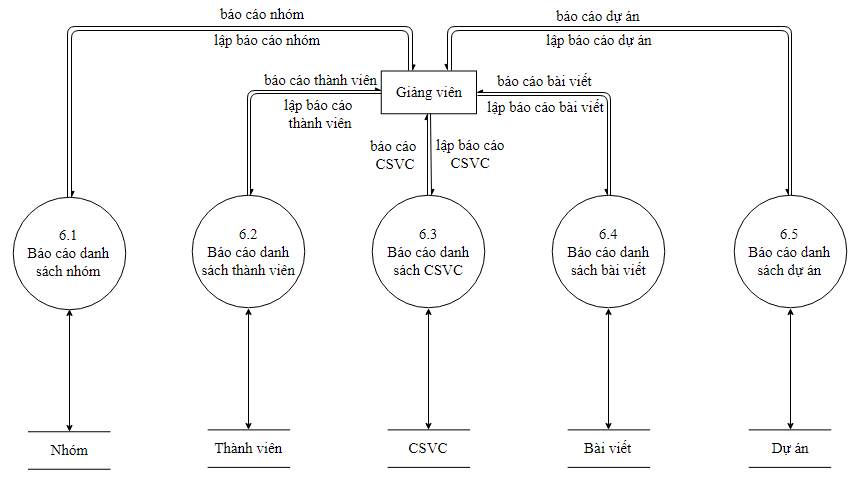 báo cáo nhóm
lập báo cáo nhóm
báo cáo dự án
lập báo cáo dự án
báo cáo thành viên
lập báo cáo
thành viên
Giảng viên
báo cáo bài viết
lập báo cáo bài viết
báo cáo
CSVC
lập báo cáo
CSVC
6.1
Báo cáo danh
sách nhóm
6.2
Báo cáo danh
sách thành viên
6.3
Báo cáo danh
sách CSVC
6.4
Báo cáo danh
sách bài viết
6.5
Báo cáo danh
sách dự án
Nhóm
Thành viên
CSVC
Bài viết
Dự án